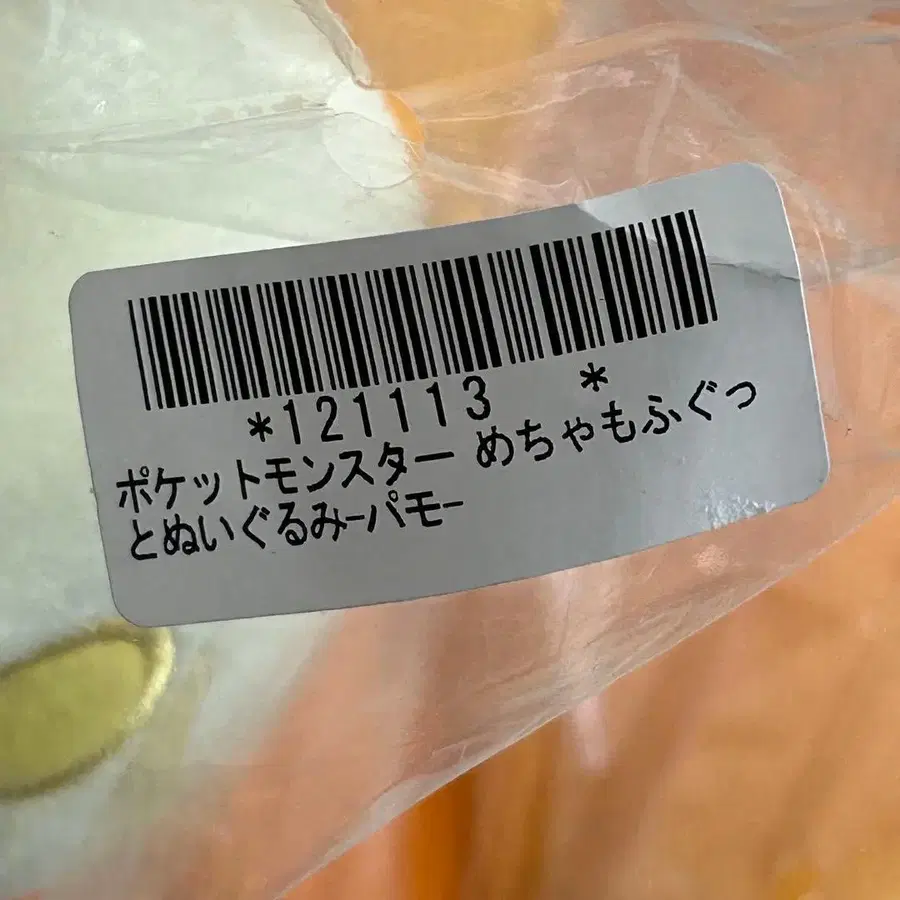 *121113 *
ポケットモンスター めちゃもふぐっ
とぬいぐるみ-パモ-